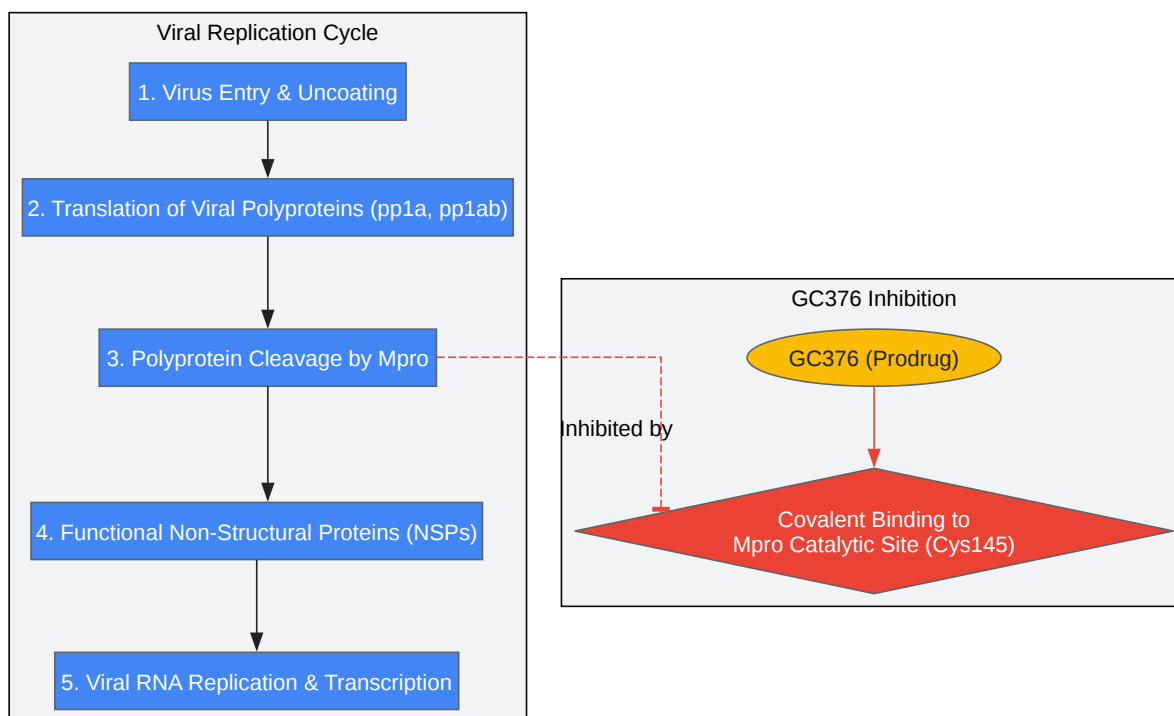 Viral Replication Cycle
1. Virus Entry & Uncoating
2. Translation of Viral Polyproteins (pp1a, pp1ab)
3. Polyprotein Cleavage by Mpro
4. Functional Non-Structural Proteins (NSPs)
5. Viral RNA Replication & Transcription
Inhibited by
GC376 Inhibition
GC376 (Prodrug)
Covalent Binding to
Mpro Catalytic Site (Cys145)